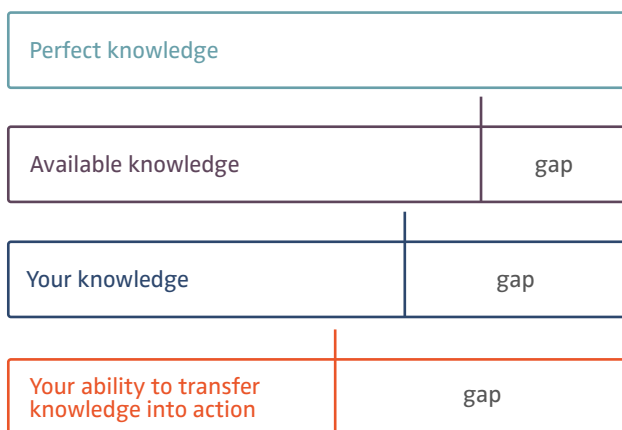 Perfect knowledge
Available knowledge
gap
Your knowledge
gap
Your ability to transfer
knowledge into action
gap